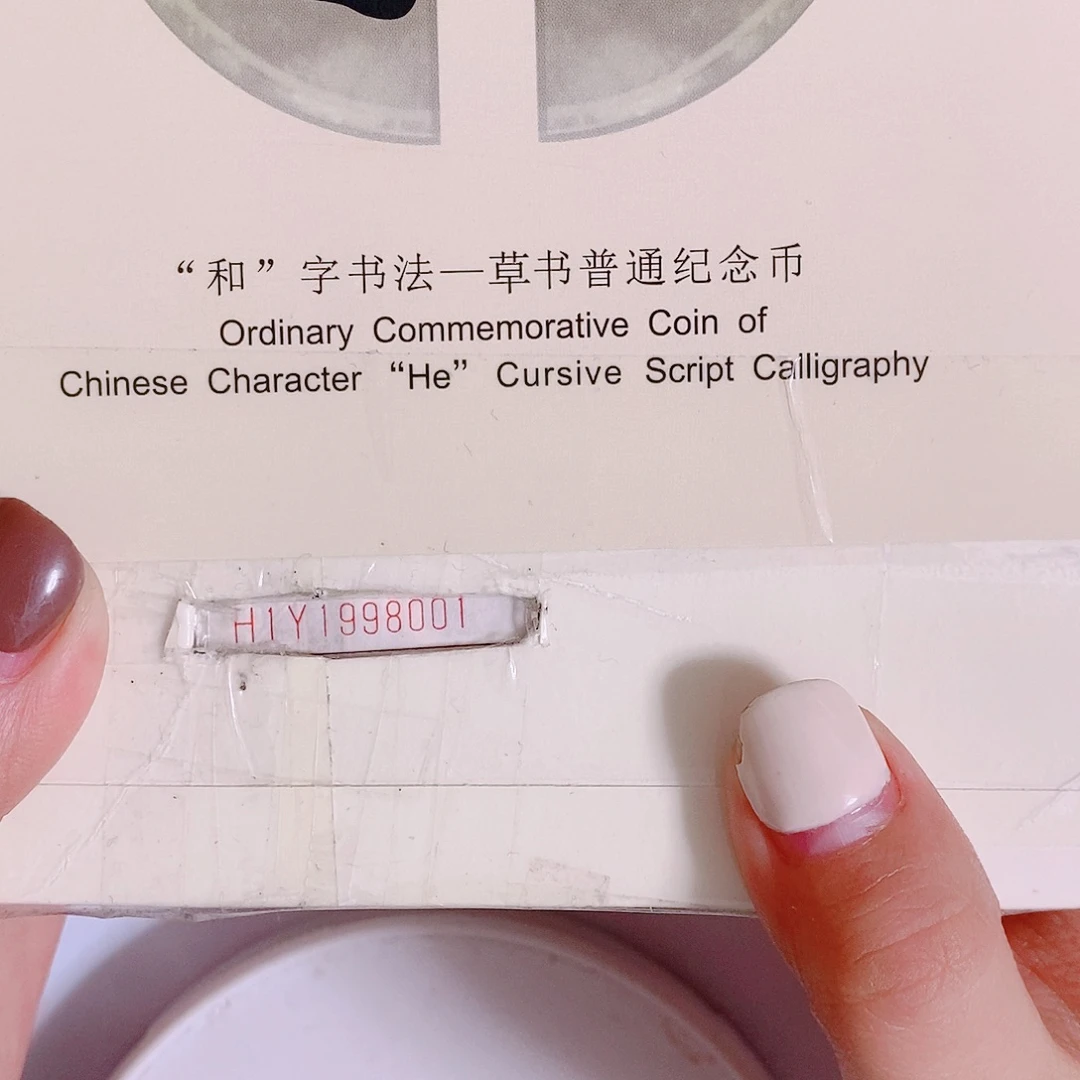 “和”字书法—草书普通纪念币
Ordinary Commemorative Coin of
Chinese Character “He” Cursive Script Calligraphy
H1Y1998001